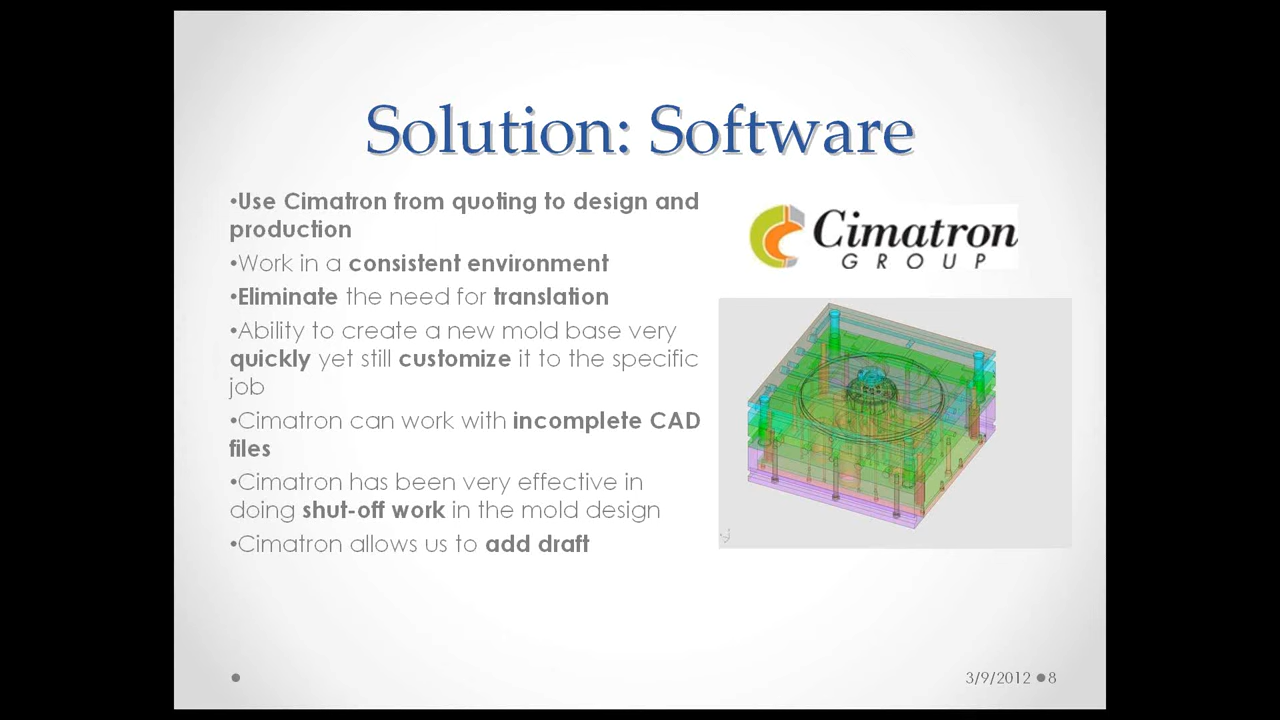 Solution: Software
•Use Cimatron from quoting to design and
production
•Work in a consistent environment
•Eliminate the need for translation
•Ability to create a new mold base very
quickly yet still customize it to the specific
job
•Cimatron can work with incomplete CAD
files
•Cimatron has been very effective in
doing shut-off work in the mold design
•Cimatron allows us to add draft
Cimatron
GROUP
3/9/2012 ●8